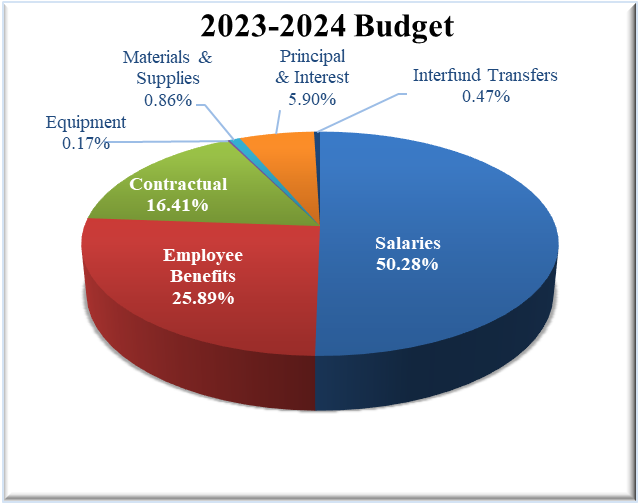 2023-2024 Budget
Materials &
Supplies
0.86%
Principal
& Interest
5.90%
Interfund Transfers
0.47%
Equipment
0.17%
Contractual
16.41%
Salaries
50.28%
Employee
Benefits
25.89%